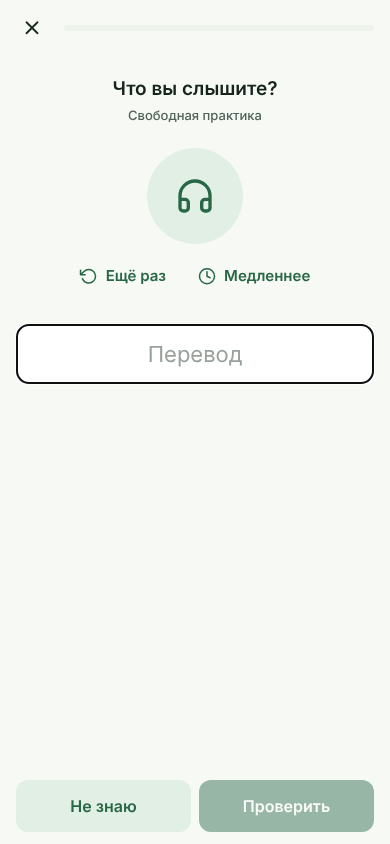 Что вы слышите?
Свободная практика
Ещё раз
Медленнее
Перевод
Не знаю
Проверить